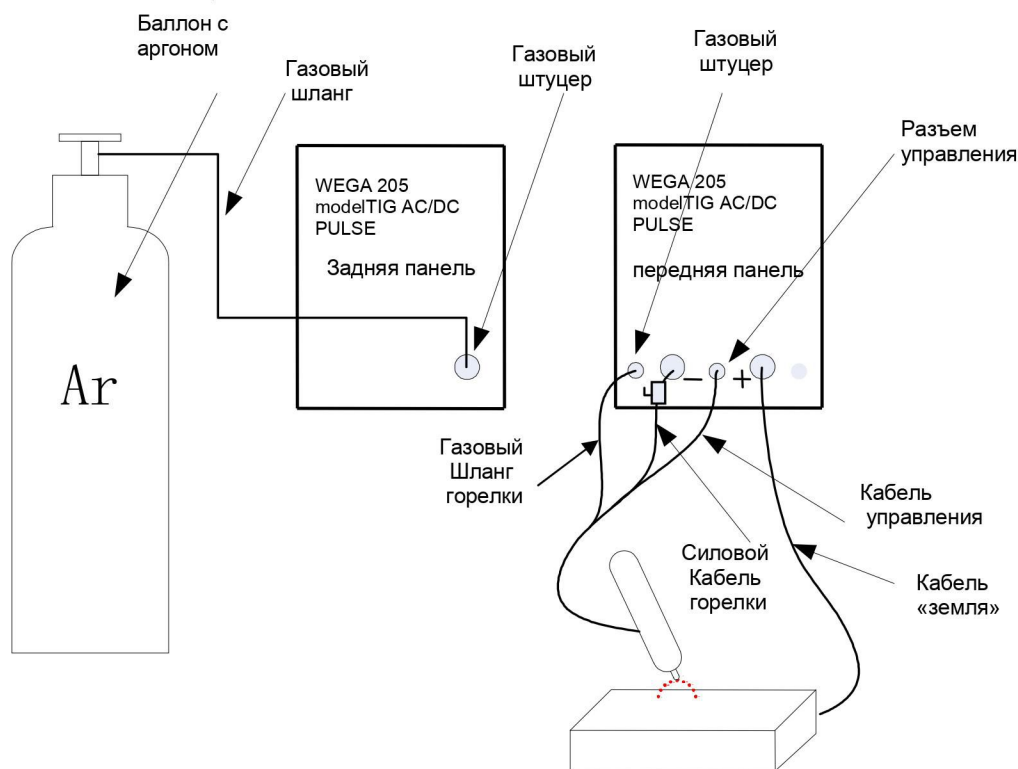 Баллон с
аргоном
Газовый
шланг
Газовый
штуцер
Газовый
штуцер
Разъем
управления
WEGA 205
modelTIG AC/DC
PULSE
Задняя панель
WEGA 205
modelTIG AC/DC
PULSE
передняя панель
Ar
− +
Газовый
Шланг
горелки
Силовой
Кабель
горелки
Кабель
управления
Кабель
«земля»